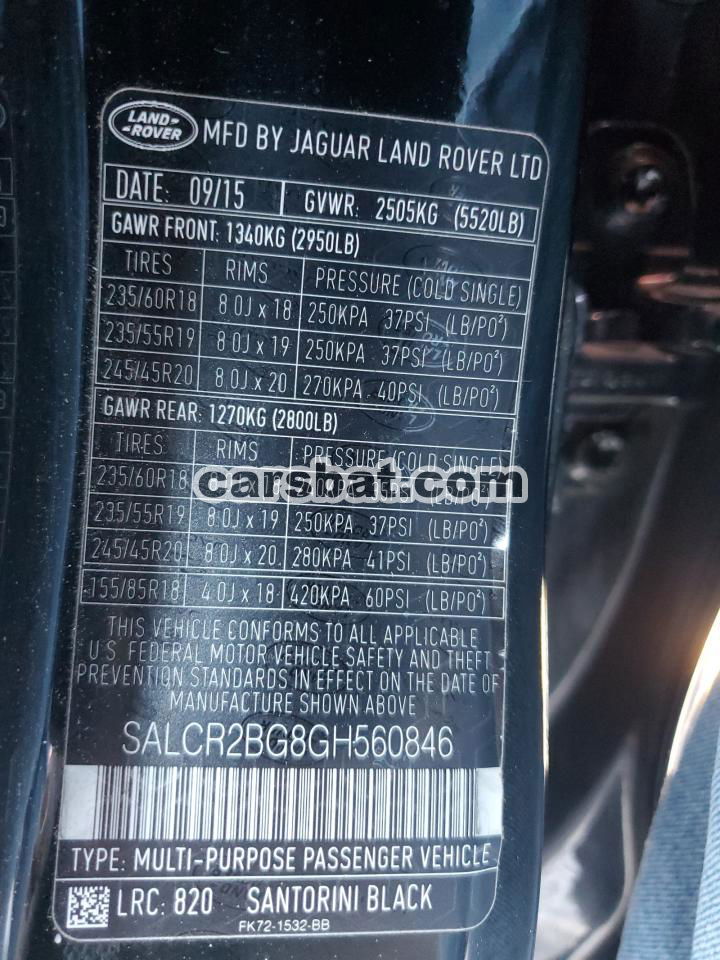 LAND-
-ROVER
MFD BY JAGUAR LAND ROVER LTD
DATE: 09/15 GVWR: 2505KG (5520LB)
GAWR FRONT: 1340KG (2950LB)
TIRES RIMS PRESSURE (COLD SINGLE)
235/60R18 8.0J x 18 250KPA 37PSI (LB/PO²)
235/55R19 8.0J x 19 250KPA 37PSI (LB/PO²)
245/45R20 8.0J x 20 270KPA 40PSI (LB/PO²)
GAWR REAR: 1270KG (2800LB)
TIRES RIMS PRESSURE (COLD SINGLE)
235/60R18 (LB/PO²)
carsbat.com
235/55R19 8.0J x 19 250KPA 37PSI (LB/PO²)
245/45R20 8.0J x 20 280KPA 41PSI (LB/PO²)
155/85R18 4.0J x 18 420KPA 60PSI (LB/PO²)
THIS VEHICLE CONFORMS TO ALL APPLICABLE
U.S. FEDERAL MOTOR VEHICLE SAFETY AND THEFT
PREVENTION STANDARDS IN EFFECT ON THE DATE OF
MANUFACTURE SHOWN ABOVE
SALCR2BG8GH560846
TYPE: MULTI-PURPOSE PASSENGER VEHICLE
LRC: 820 SANTORINI BLACK
FK72-1532-BB